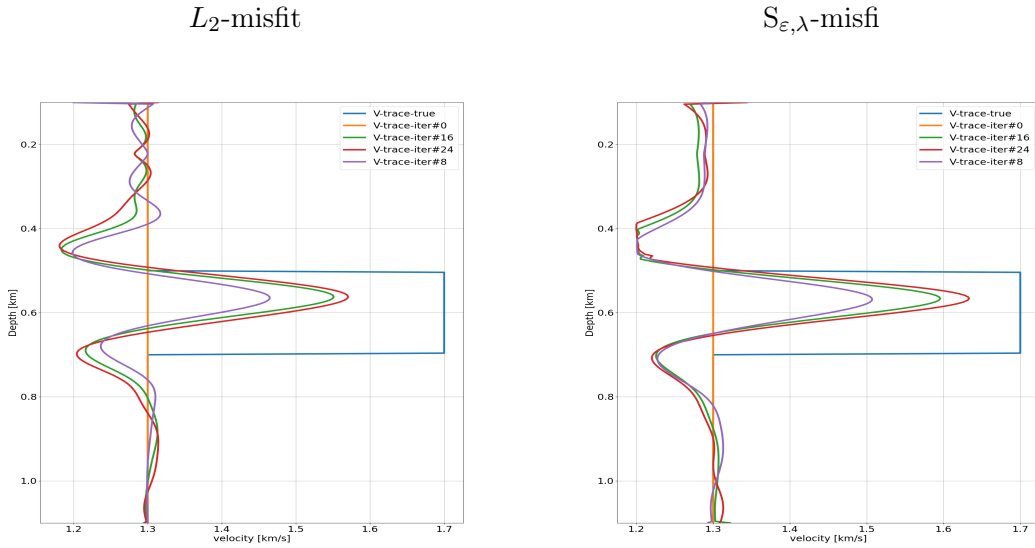 L₂-misfit
S_{ε,λ}-misfi
V-trace-true
V-trace-iter#0
V-trace-iter#16
V-trace-iter#24
V-trace-iter#8
0.2
0.4
0.6
0.8
1.0
Depth [km]
1.2 1.3 1.4 1.5 1.6 1.7
velocity [km/s]
V-trace-true
V-trace-iter#0
V-trace-iter#16
V-trace-iter#24
V-trace-iter#8
0.2
0.4
0.6
0.8
1.0
Depth [km]
1.2 1.3 1.4 1.5 1.6 1.7
velocity [km/s]